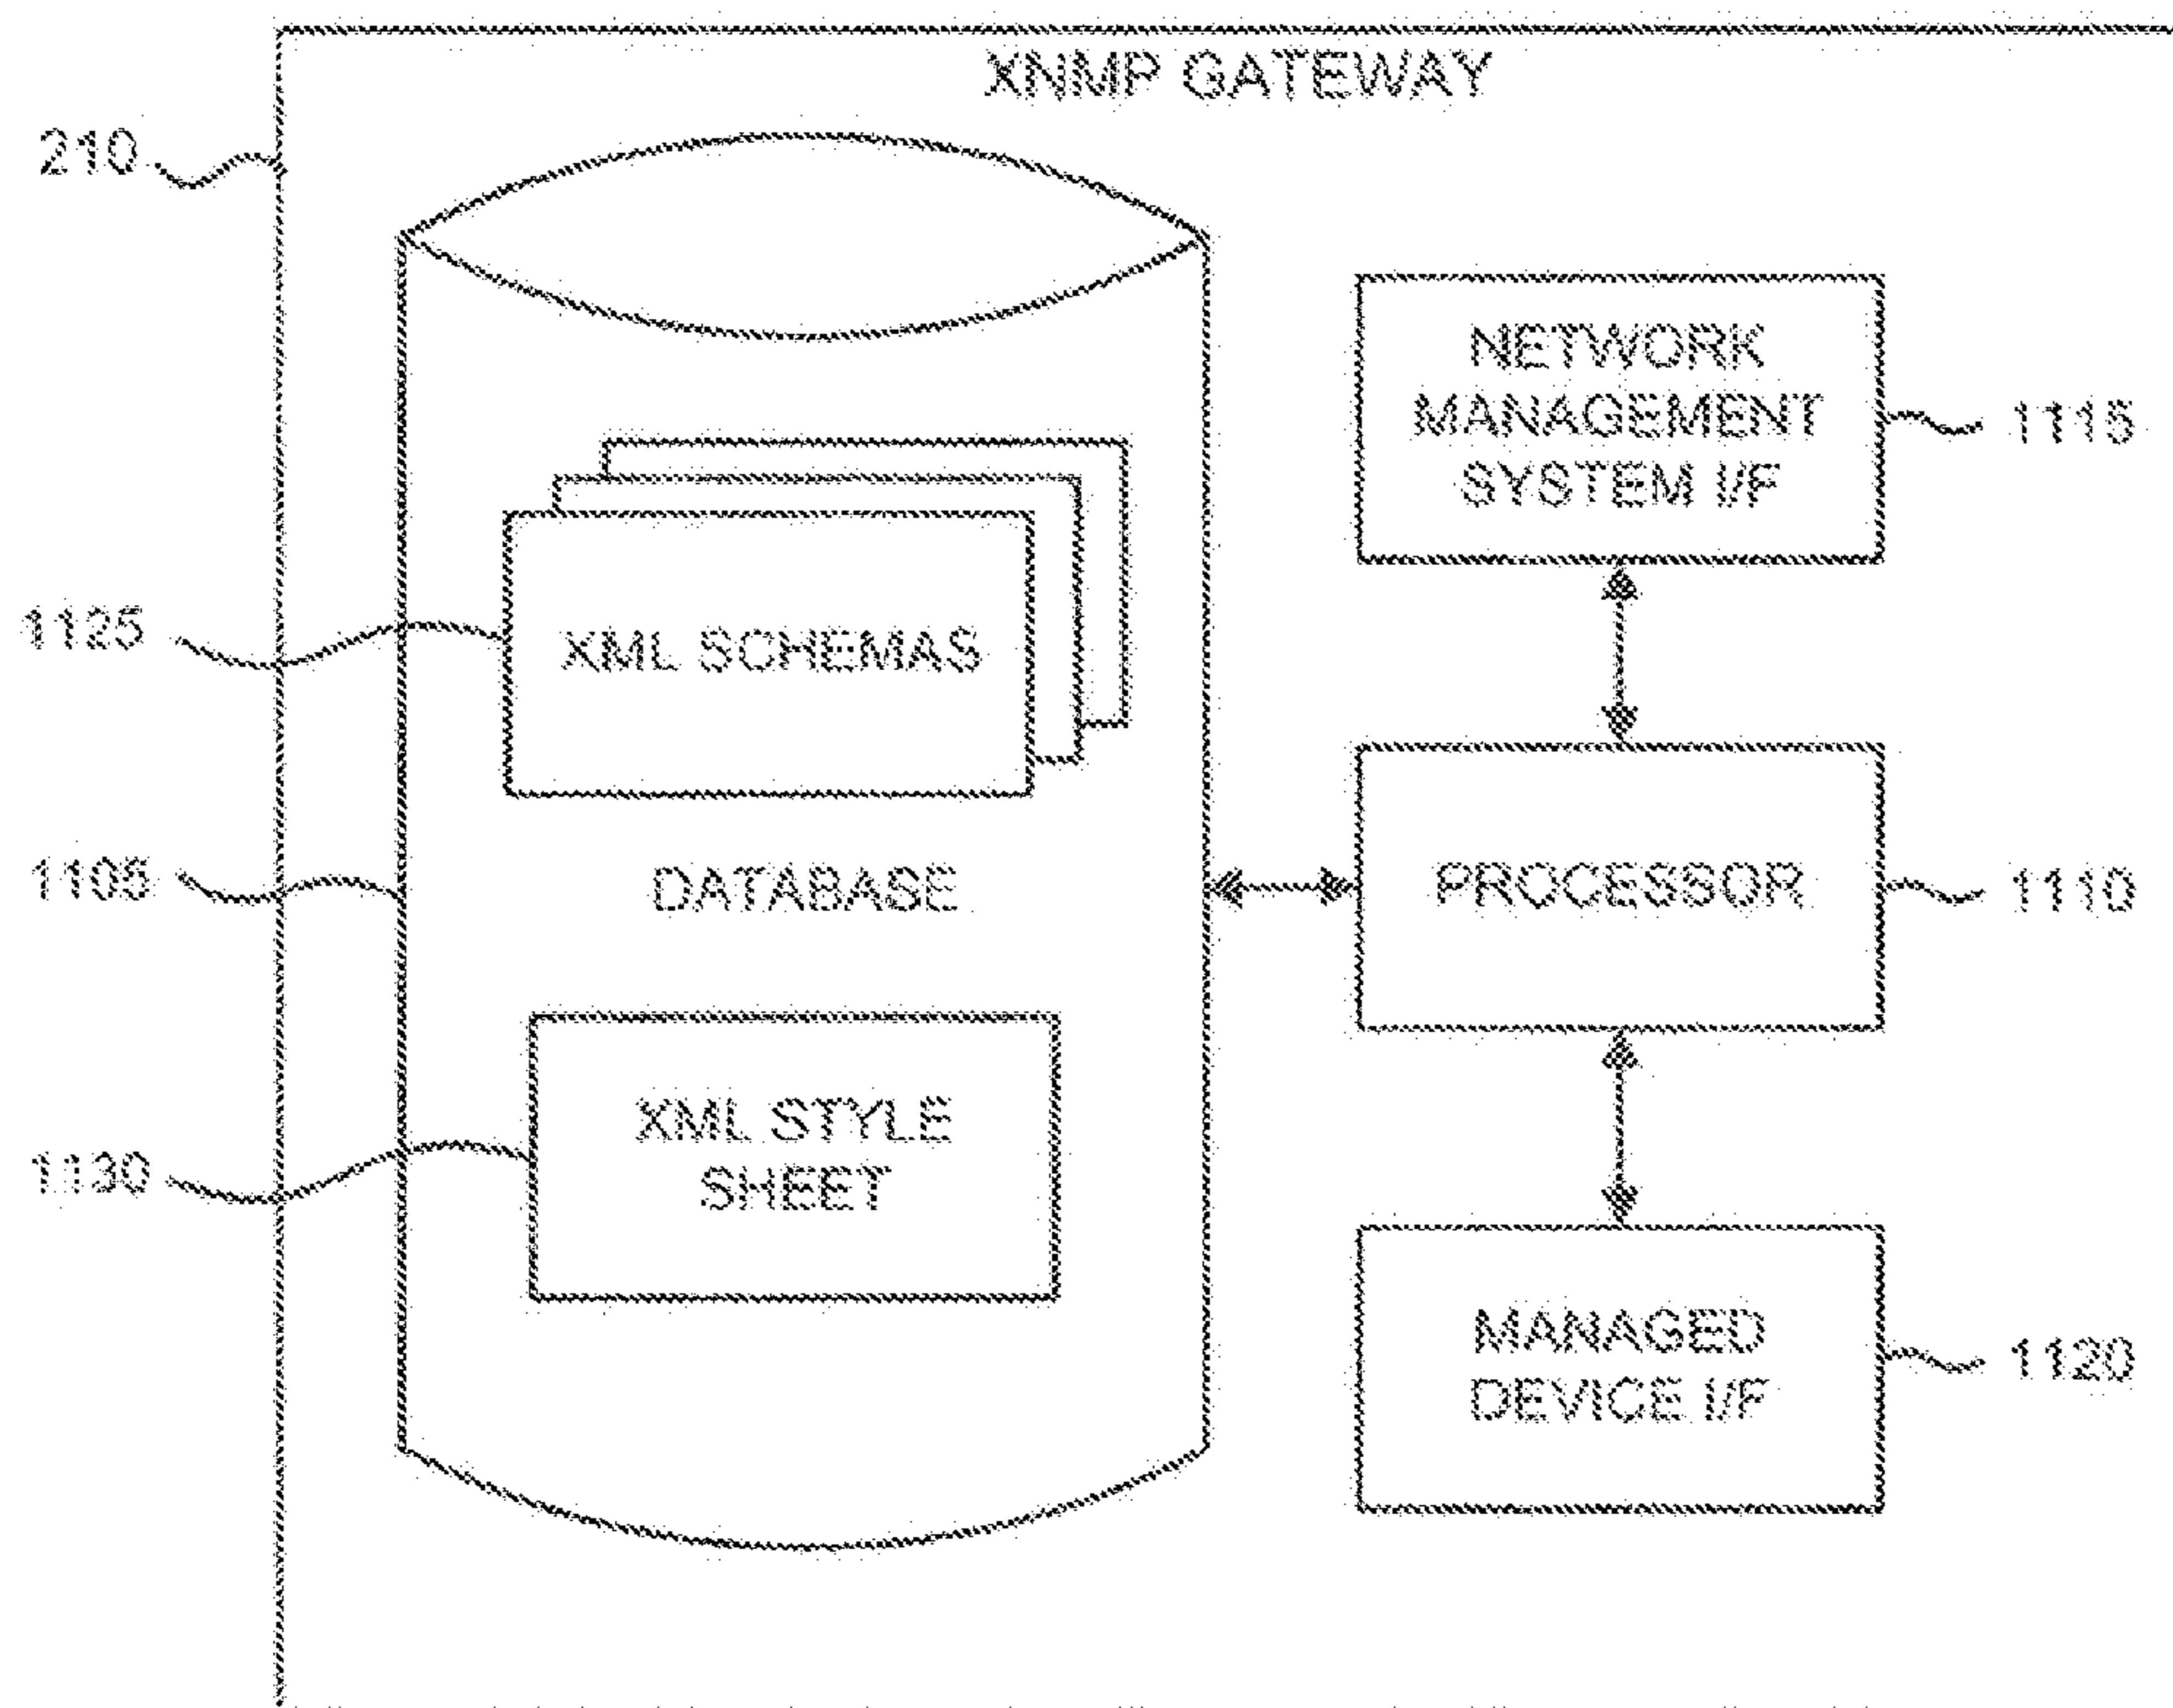 XNMP GATEWAY
210
NETWORK
MANAGEMENT
SYSTEM I/F
1115
1125
XML SCHEMAS
1105
DATABASE
PROCESSOR
1110
1130
XML STYLE
SHEET
MANAGED
DEVICE I/F
1120